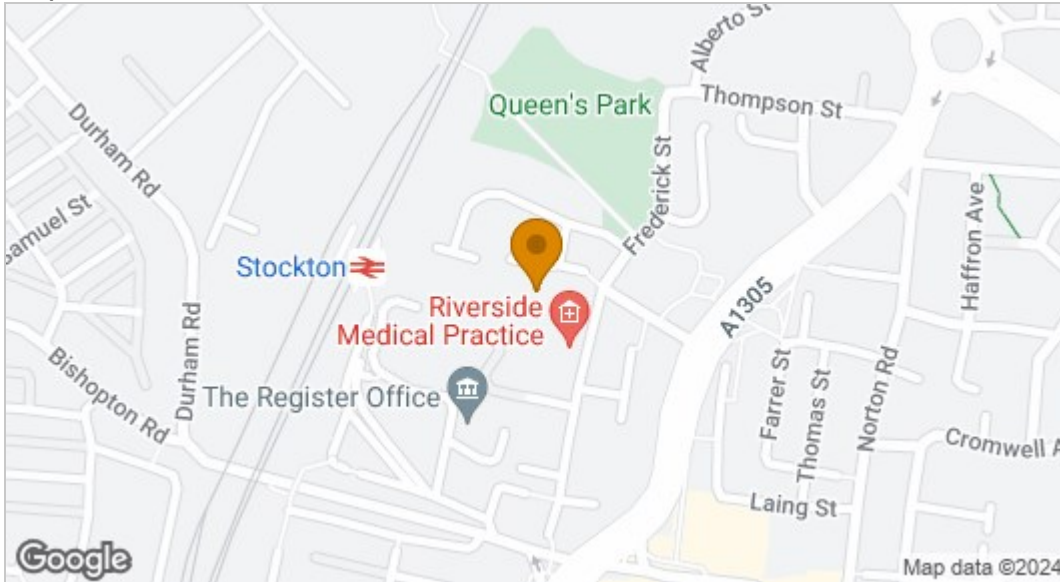 Alberto St
Queen's Park
Thompson St
Durham Rd
Frederick St
Samuel St
Haffron Ave
Stockton
Riverside
Medical Practice
A1305
Durham Rd
Bishopton Rd
The Register Office
Farrer St
Thomas St
Norton Rd
Cromwell A
Laing St
Google
Map data ©2024